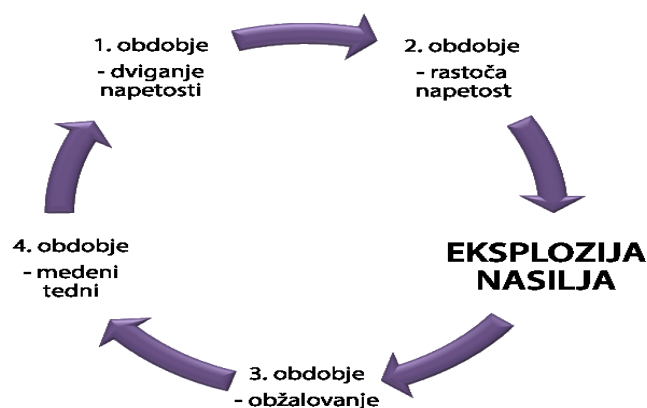 1. obdobje
- dviganje
napetosti
2. obdobje
- rastoča
napetost
EKSPLOZIJA
NASILJA
3. obdobje
- obžalovanje
4. obdobje
- medeni
tedni